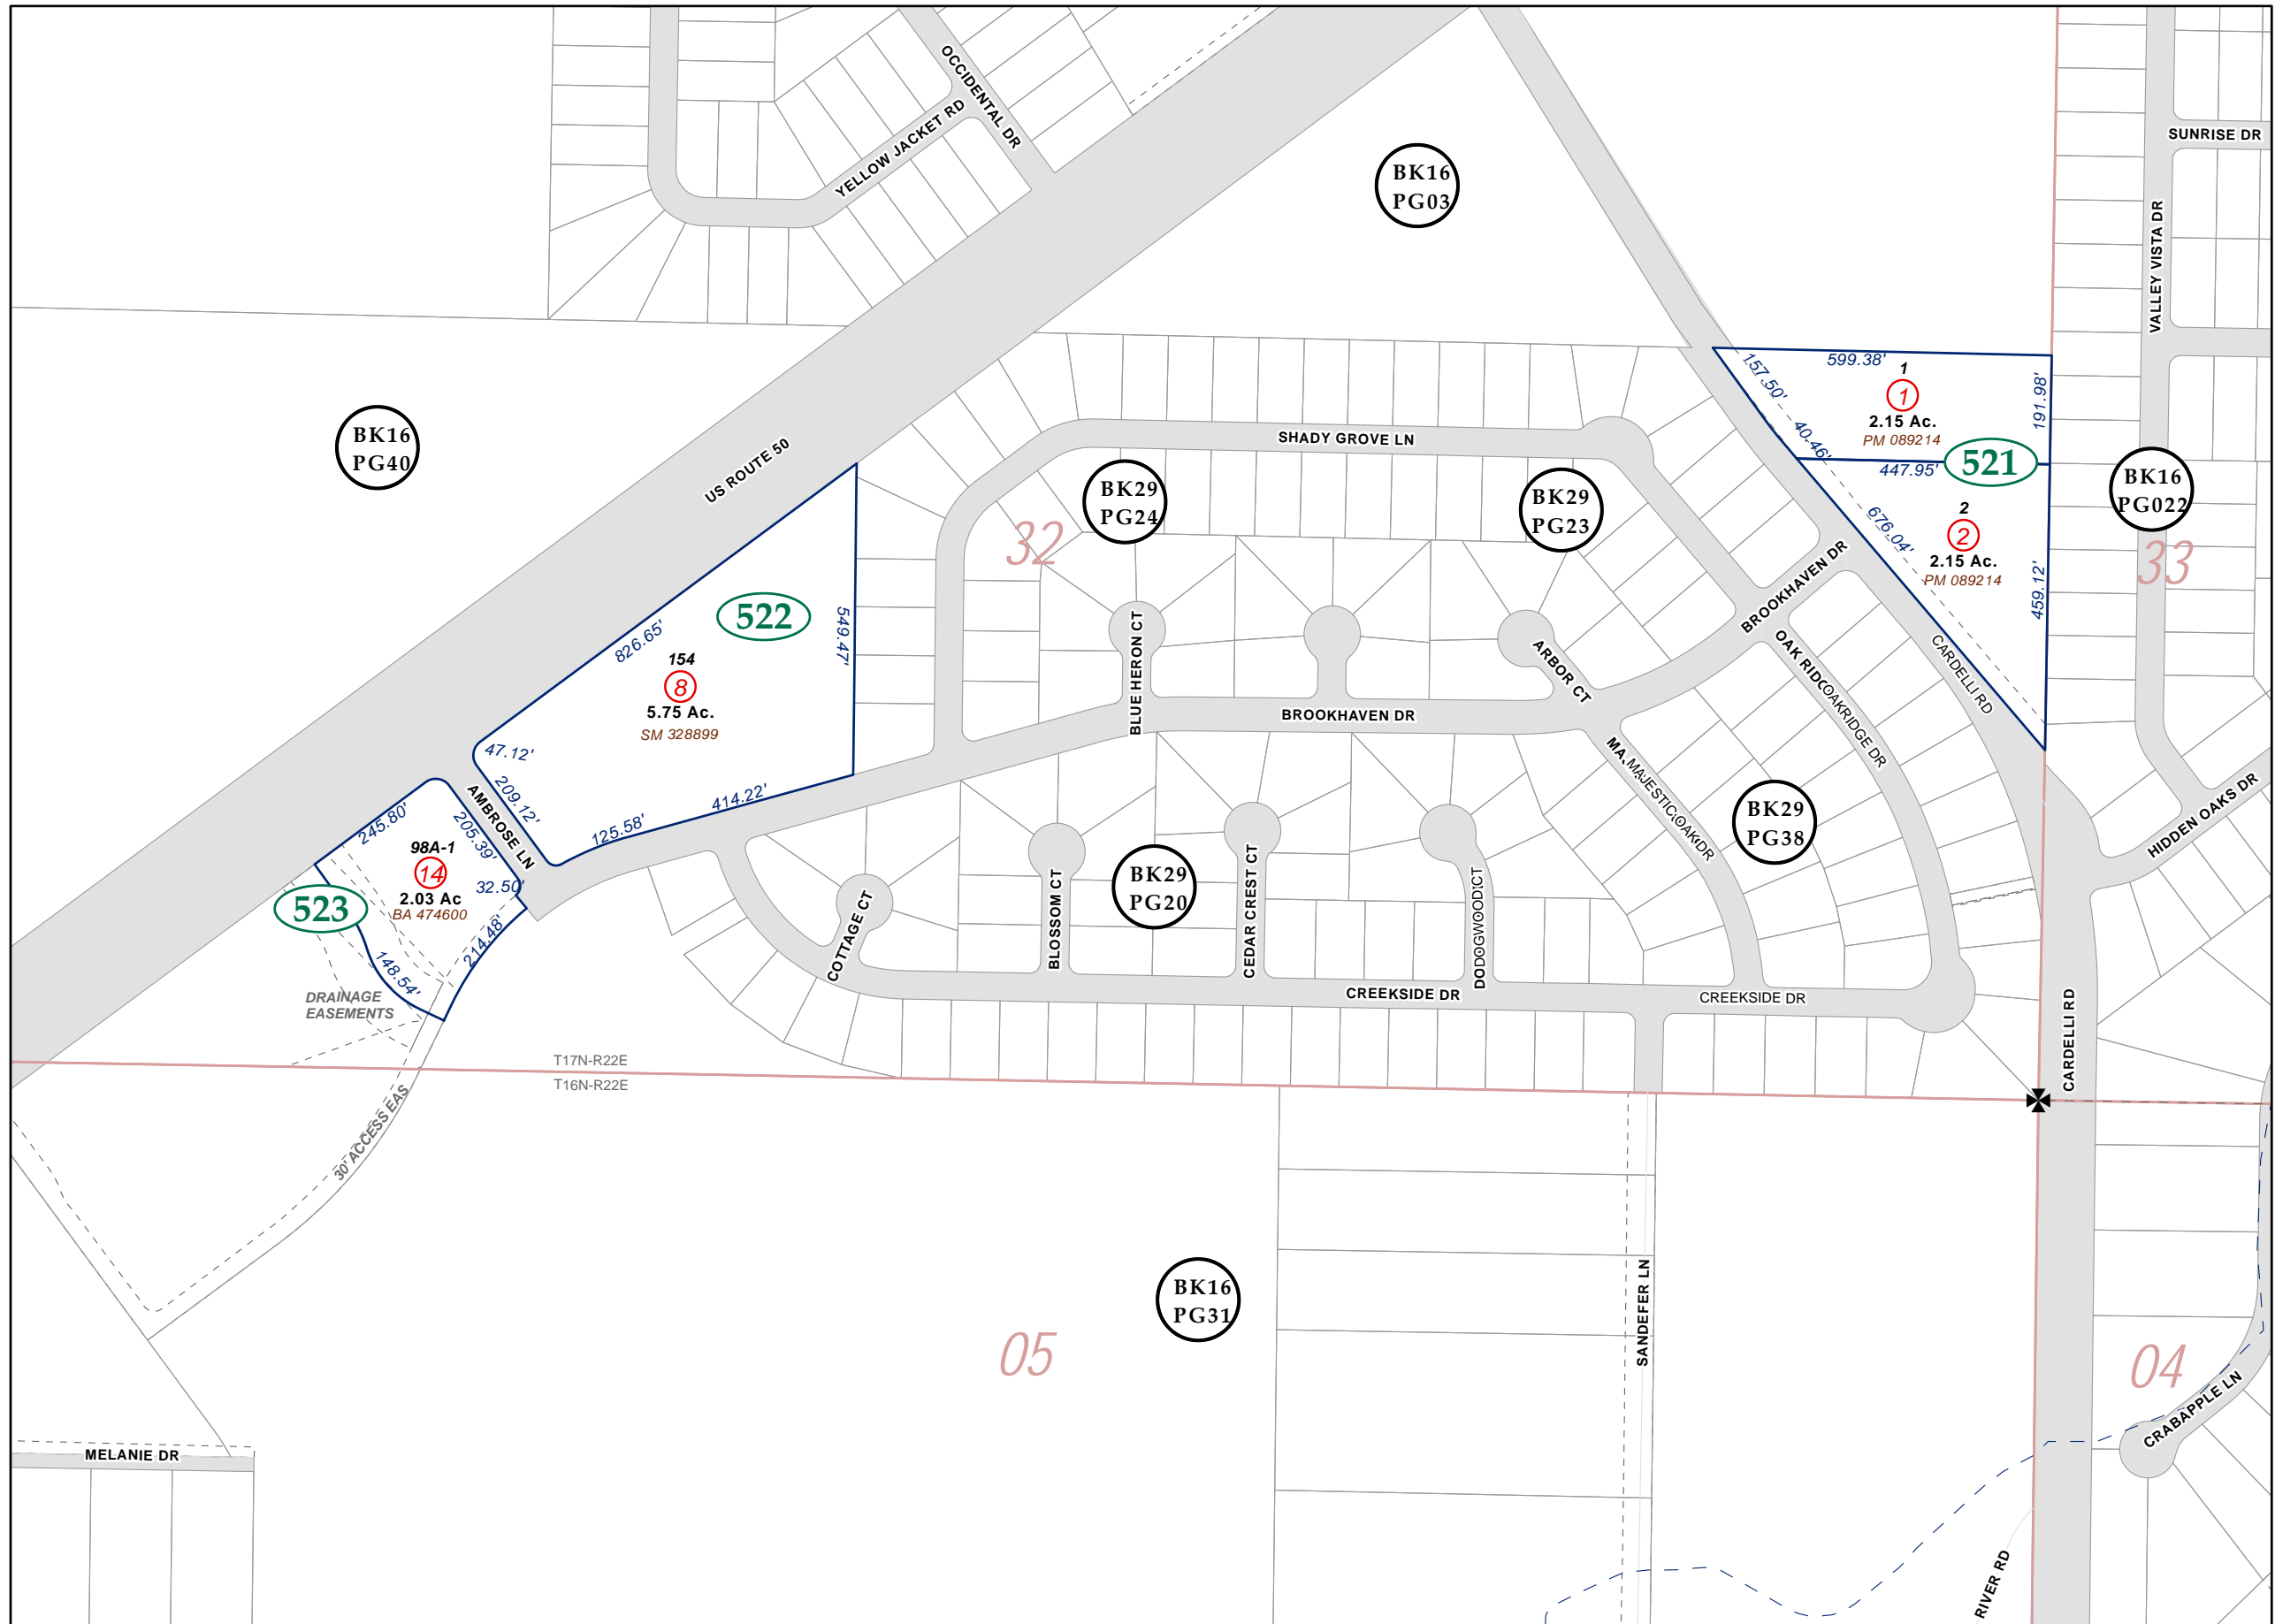 OCCIDENTAL DR
YELLOW JACKET RD
SUNRISE DR
BK16
PG03
VALLEY VISTA DR
BK16
PG40
US ROUTE 50
SHADY GROVE LN
157.50'
599.38'
1
1
2.15 Ac.
PM 089214
191.98'
40.46'
447.95'
521
BK16
PG022
BK29
PG24
BK29
PG23
32
676.04'
2
2
2.15 Ac.
PM 089214
459.12'
33
522
826.65'
549.47'
154
8
5.75 Ac.
SM 328899
BLUE HERON CT
ARBOR CT
BROOKHAVEN DR
BROOKHAVEN DR
OAK RIDG
OAKRIDGE DR
CARDELLI RD
47.12'
209.12'
414.22'
125.58'
AMBROSE LN
245.80'
205.39'
98A-1
14
2.03 Ac
BA 474600
32.50'
523
214.48'
148.54'
DRAINAGE
EASEMENTS
MAJESTIC OAK DR
BK29
PG38
HIDDEN OAKS DR
COTTAGE CT
BLOSSOM CT
BK29
PG20
CEDAR CREST CT
DOGWOOD CT
CREEKSIDE DR
CREEKSIDE DR
CARDELLI RD
T17N-R22E
T16N-R22E
30' ACCESS EAS
BK16
PG31
SANDEFER LN
05
04
CRABAPPLE LN
MELANIE DR
RIVER RD